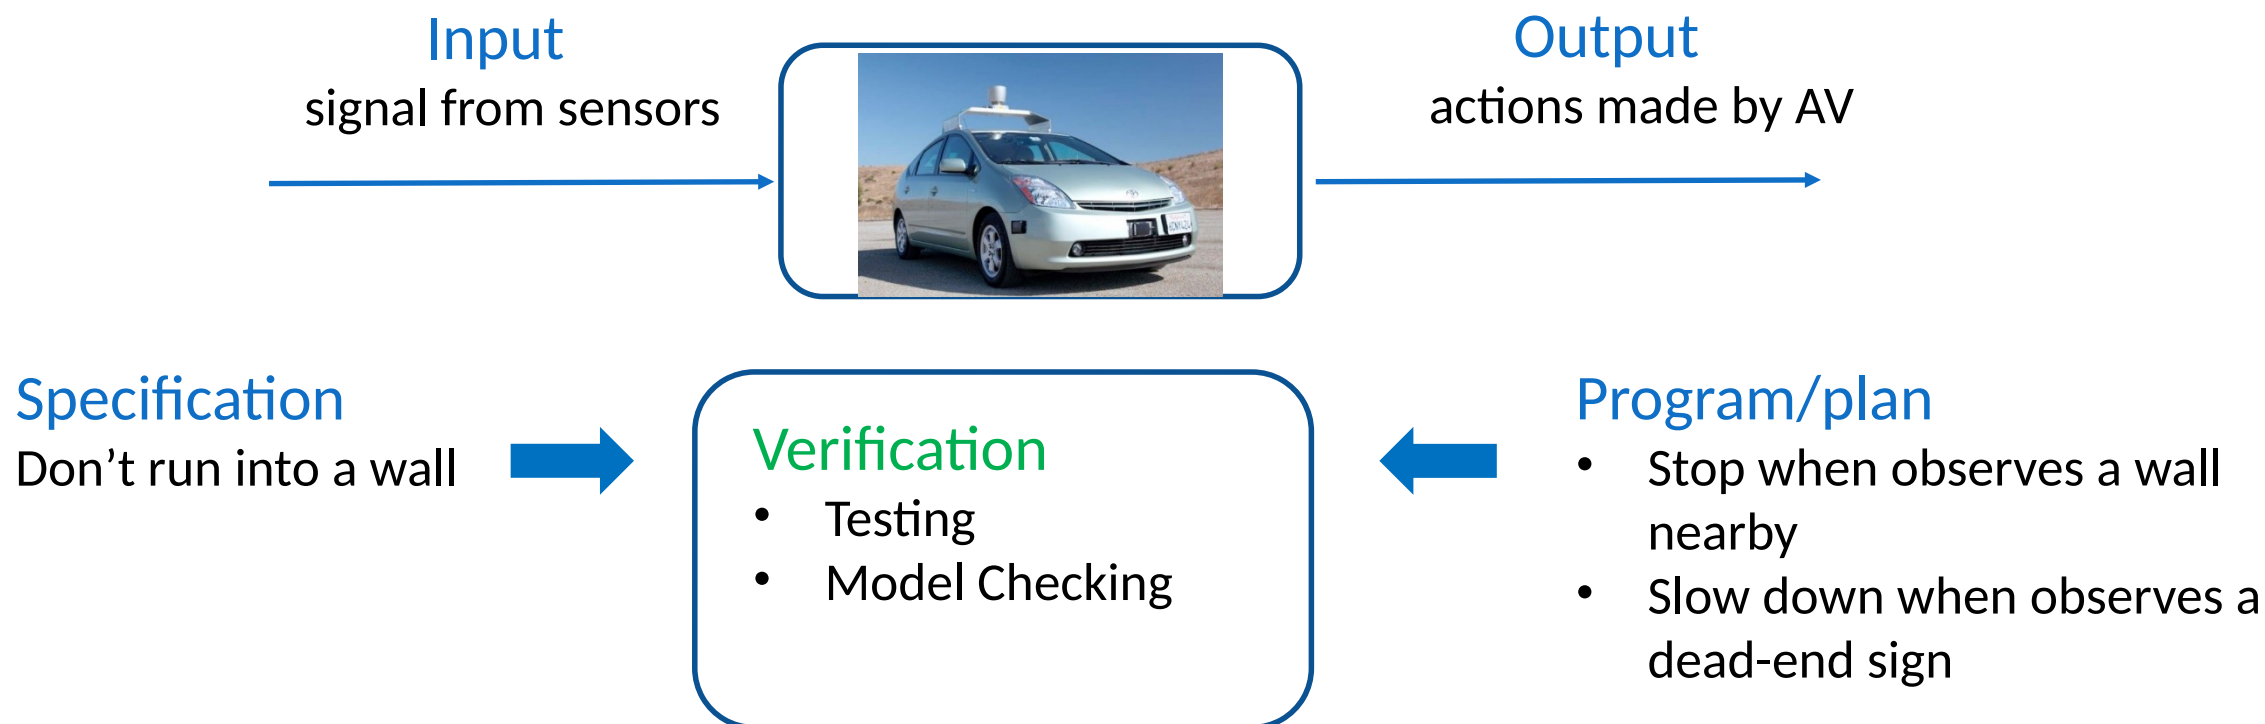 Input
signal from sensors
Output
actions made by AV
Specification
Don’t run into a wall
Verification
• Testing
• Model Checking
Program/plan
• Stop when observes a wall
nearby
• Slow down when observes a
dead-end sign